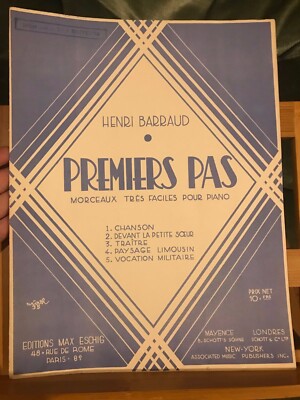 HENRI BARRAUD
PREMIERS PAS
MORCEAUX TRÈS FACILES POUR PIANO
1. CHANSON
2. DEVANT LA PETITE SŒUR
3. TRAÎTRE
4. PAYSAGE LIMOUSIN
5. VOCATION MILITAIRE
PRIX NET
10 FRS
EDITIONS MAX ESCHIG
48 • RUE DE ROME
PARIS • 8e
MAYENCE LONDRES
B. SCHOTT'S SÖHNE SCHOTT & Co LTD
NEW-YORK
ASSOCIATED MUSIC PUBLISHERS INC.